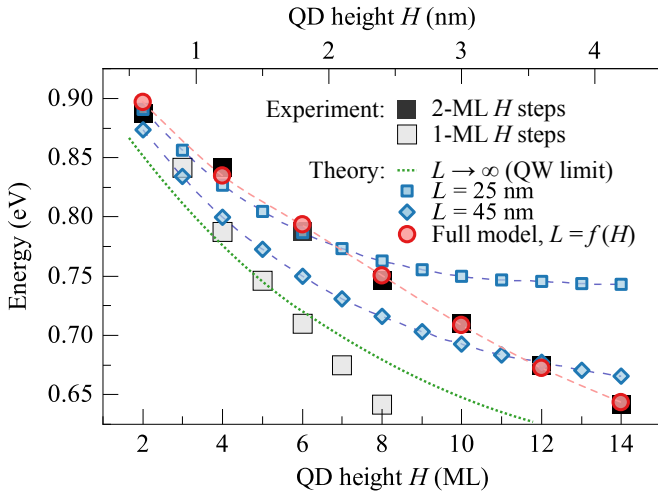 QD height H (nm)
1 2 3 4
0.90
0.85
0.80
0.75
0.70
0.65
Energy (eV)
Experiment:
2-ML H steps
1-ML H steps
Theory:
L → ∞ (QW limit)
L = 25 nm
L = 45 nm
Full model, L = f(H)
2 4 6 8 10 12 14
QD height H (ML)